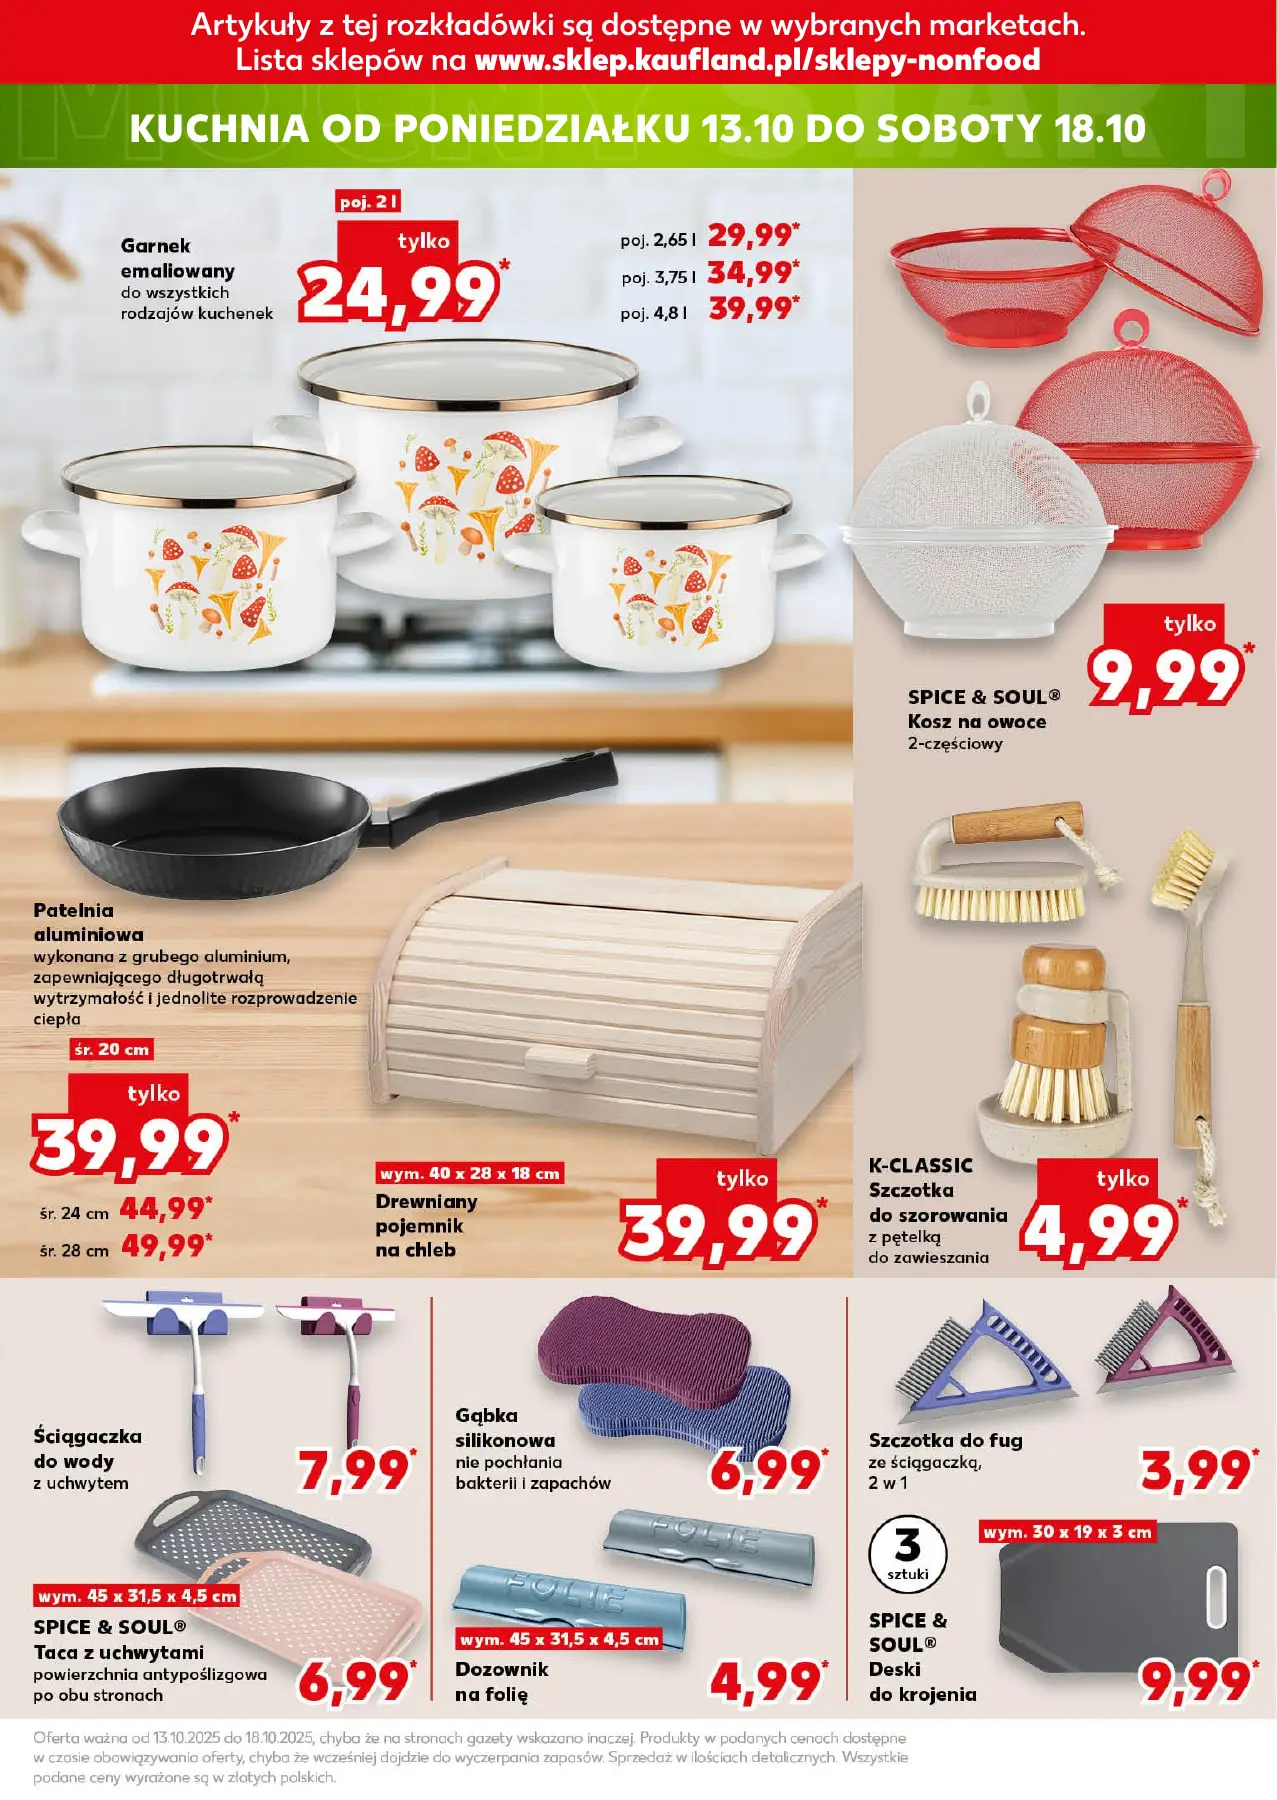 Artykuły z tej rozkładówki są dostępne w wybranych marketach.
Lista sklepów na www.sklep.kaufland.pl/sklepy-nonfood
MOCNY START
KUCHNIA OD PONIEDZIAŁKU 13.10 DO SOBOTY 18.10
Garnek
emaliowany
do wszystkich
rodzajów kuchenek
poj. 2 l
tylko
24,99*
poj. 2,65 l 29,99*
poj. 3,75 l 34,99*
poj. 4,8 l 39,99*
tylko
9,99*
SPICE & SOUL®
Kosz na owoce
2-częściowy
Patelnia
aluminiowa
wykonana z grubego aluminium,
zapewniającego długotrwałą
wytrzymałość i jednolite rozprowadzenie
ciepła
śr. 20 cm
tylko
39,99*
śr. 24 cm 44,99*
śr. 28 cm 49,99*
wym. 40 x 28 x 18 cm
Drewniany
pojemnik
na chleb
tylko
39,99*
K-CLASSIC
Szczotka
do szorowania
z pętelką
do zawieszania
tylko
4,99*
Ściągaczka
do wody
z uchwytem
7,99*
Gąbka
silikonowa
nie pochłania
bakterii i zapachów
6,99*
Szczotka do fug
ze ściągaczką,
2 w 1
3,99*
wym. 45 x 31,5 x 4,5 cm
SPICE & SOUL®
Taca z uchwytami
powierzchnia antypoślizgowa
po obu stronach
6,99*
FOLIE
FOLIE
wym. 45 x 31,5 x 4,5 cm
Dozownik
na folię
4,99*
3
sztuki
wym. 30 x 19 x 3 cm
SPICE &
SOUL®
Deski
do krojenia
9,99*
Oferta ważna od 13.10.2025 do 18.10.2025, chyba że na stronach gazety wskazano inaczej. Produkty w podanych cenach dostępne
w czasie obowiązywania oferty, chyba że wcześniej dojdzie do wyczerpania zapasów. Sprzedaż w ilościach detalicznych. Wszystkie
podane ceny wyrażone są w złotych polskich.